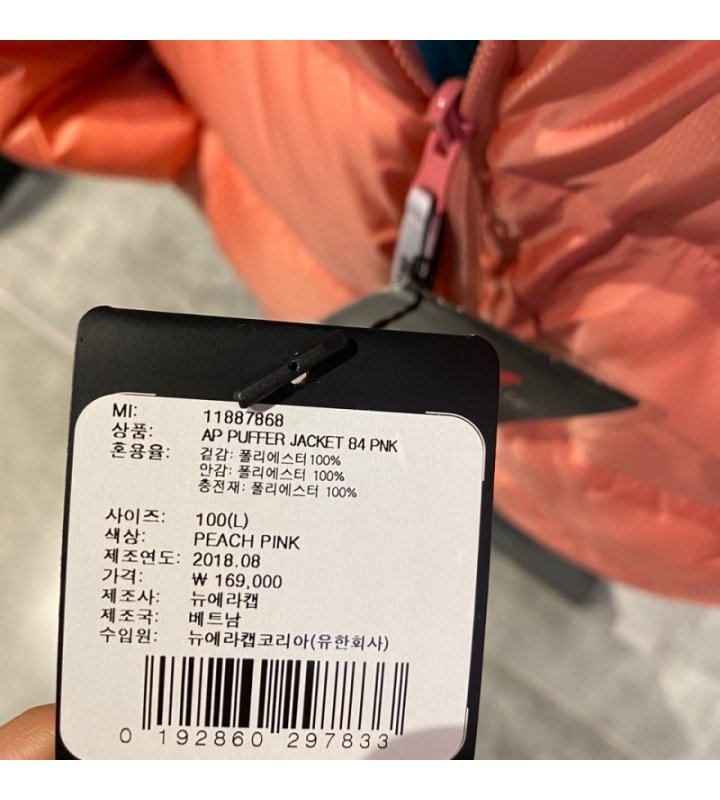 MI: 11887868
상품: AP PUFFER JACKET 84 PNK
혼용율: 겉감: 폴리에스터100%
안감: 폴리에스터 100%
충전재: 폴리에스터 100%
사이즈: 100(L)
색상: PEACH PINK
제조연도: 2018.08
가격: ₩ 169,000
제조사: 뉴에라캡
제조국: 베트남
수입원: 뉴에라캡코리아(유한회사)
0 192860 297833